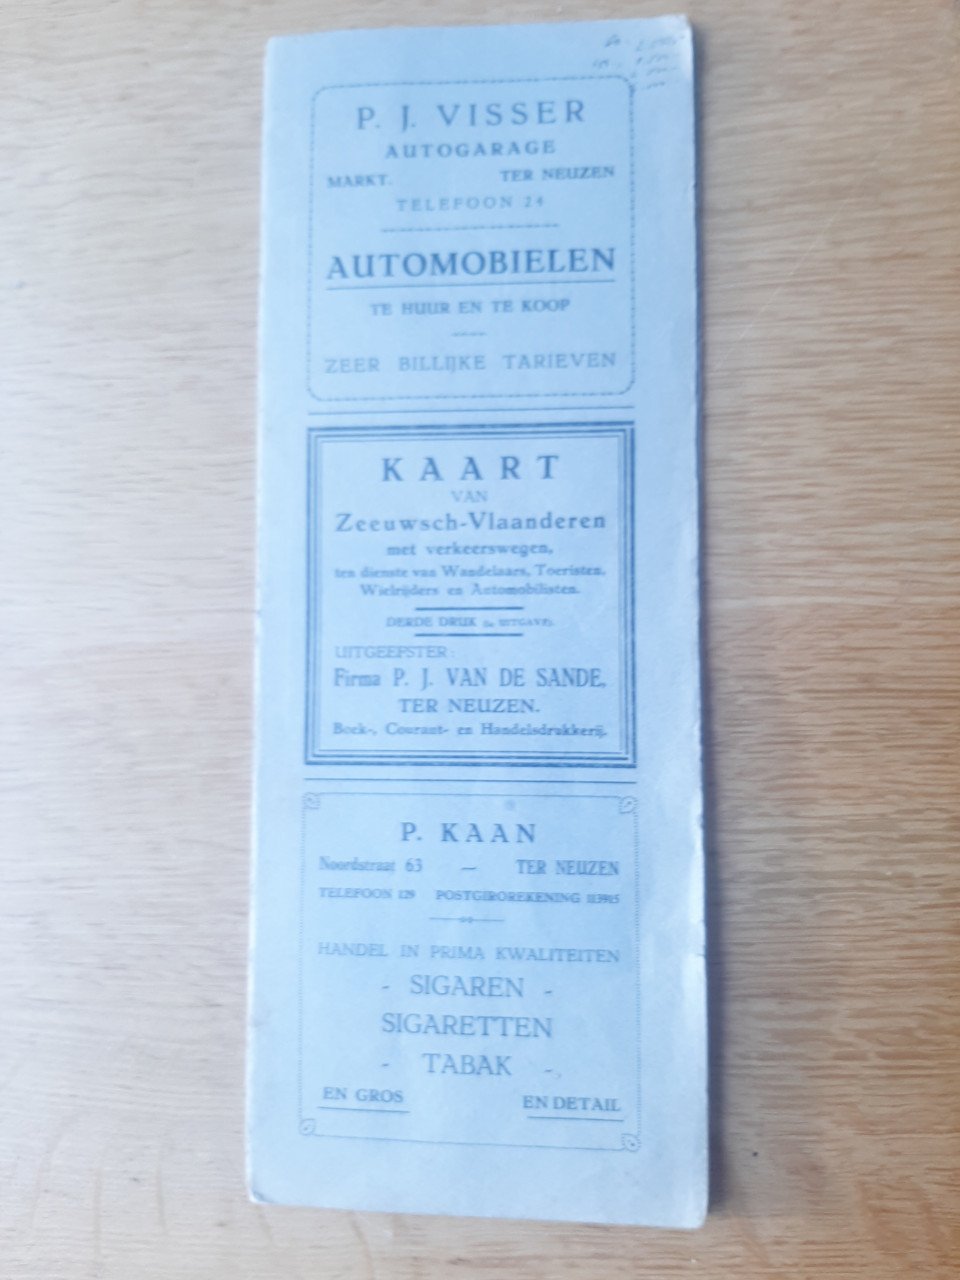 P. J. VISSER
AUTOGARAGE
MARKT. TER NEUZEN
TELEFOON 24
AUTOMOBIELEN
TE HUUR EN TE KOOP
ZEER BILLIJKE TARIEVEN
KAART
VAN
Zeeuwsch-Vlaanderen
met verkeerswegen,
ten dienste van Wandelaars, Toeristen,
Wielrijders en Automobilisten.
DERDE DRUK UITGAVE).
UITGEEFSTER:
Firma P. J. VAN DE SANDE,
TER NEUZEN.
Boek-, Courant- en Handelsdrukkerij.
P. KAAN
Noordstraat 63 — TER NEUZEN
TELEFOON 129 POSTGIROREKENING
HANDEL IN PRIMA KWALITEITEN
- SIGAREN -
SIGARETTEN
- TABAK -
EN GROS EN DETAIL